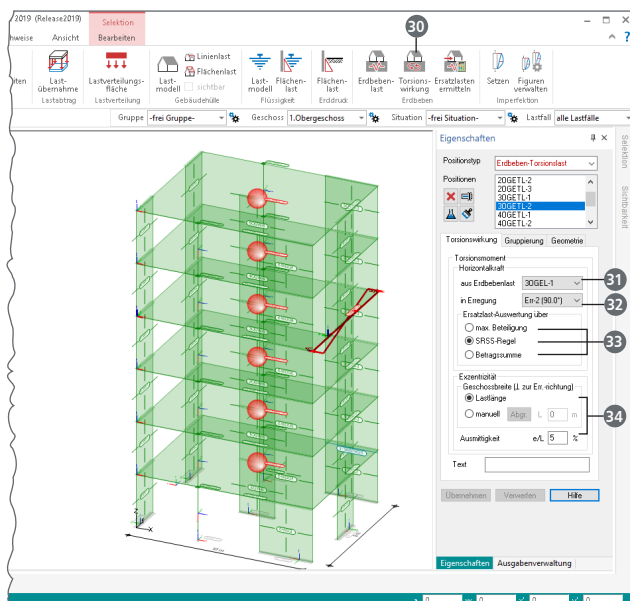 2019 (Release2019)
Selektion
hweise Ansicht Bearbeiten
30
Last-
übernahme
Lastabtrag
Lastverteilungs-
fläche
Lastverteilung
Last-
modell
Linienlast
Flächenlast
sichtbar
Gebäudehülle
Last-
modell
Flächen-
last
Flüssigkeit
Flächen-
last
Erddruck
Erdbeben-
last
Torsions-
wirkung
Ersatzlasten
ermitteln
Erdbeben
Setzen
Figuren
verwalten
Imperfektion
Gruppe -frei Gruppe- Geschoss 1.Obergeschoss Situation -frei Situation- Lastfall alle Lastfälle
Eigenschaften
Selektion
Sichtbarkeit
Positionstyp Erdbeben-Torsionslast
Positionen
2OGETL-2
2OGETL-3
3OGETL-1
3OGETL-2
4OGETL-1
4OGETL-2
Torsionswirkung Gruppierung Geometrie
Torsionsmoment
Horizontalkraft
aus Erdbebenlast 3OGEL-1
31
in Erregung Err-2 (90.0°)
32
Ersatzlast-Auswertung über
max. Beteiligung
SRSS-Regel
33
Betragssumme
Exzentrizität
Geschossbreite (⊥ zur Err.-richtung)
Lastlänge
manuell Abgr. L 0 m
34
Ausmittigkeit e/L 5 %
Text
Übernehmen Verwerfen Hilfe
Z
X
Eigenschaften Ausgabenverwaltung
0 0 0 0